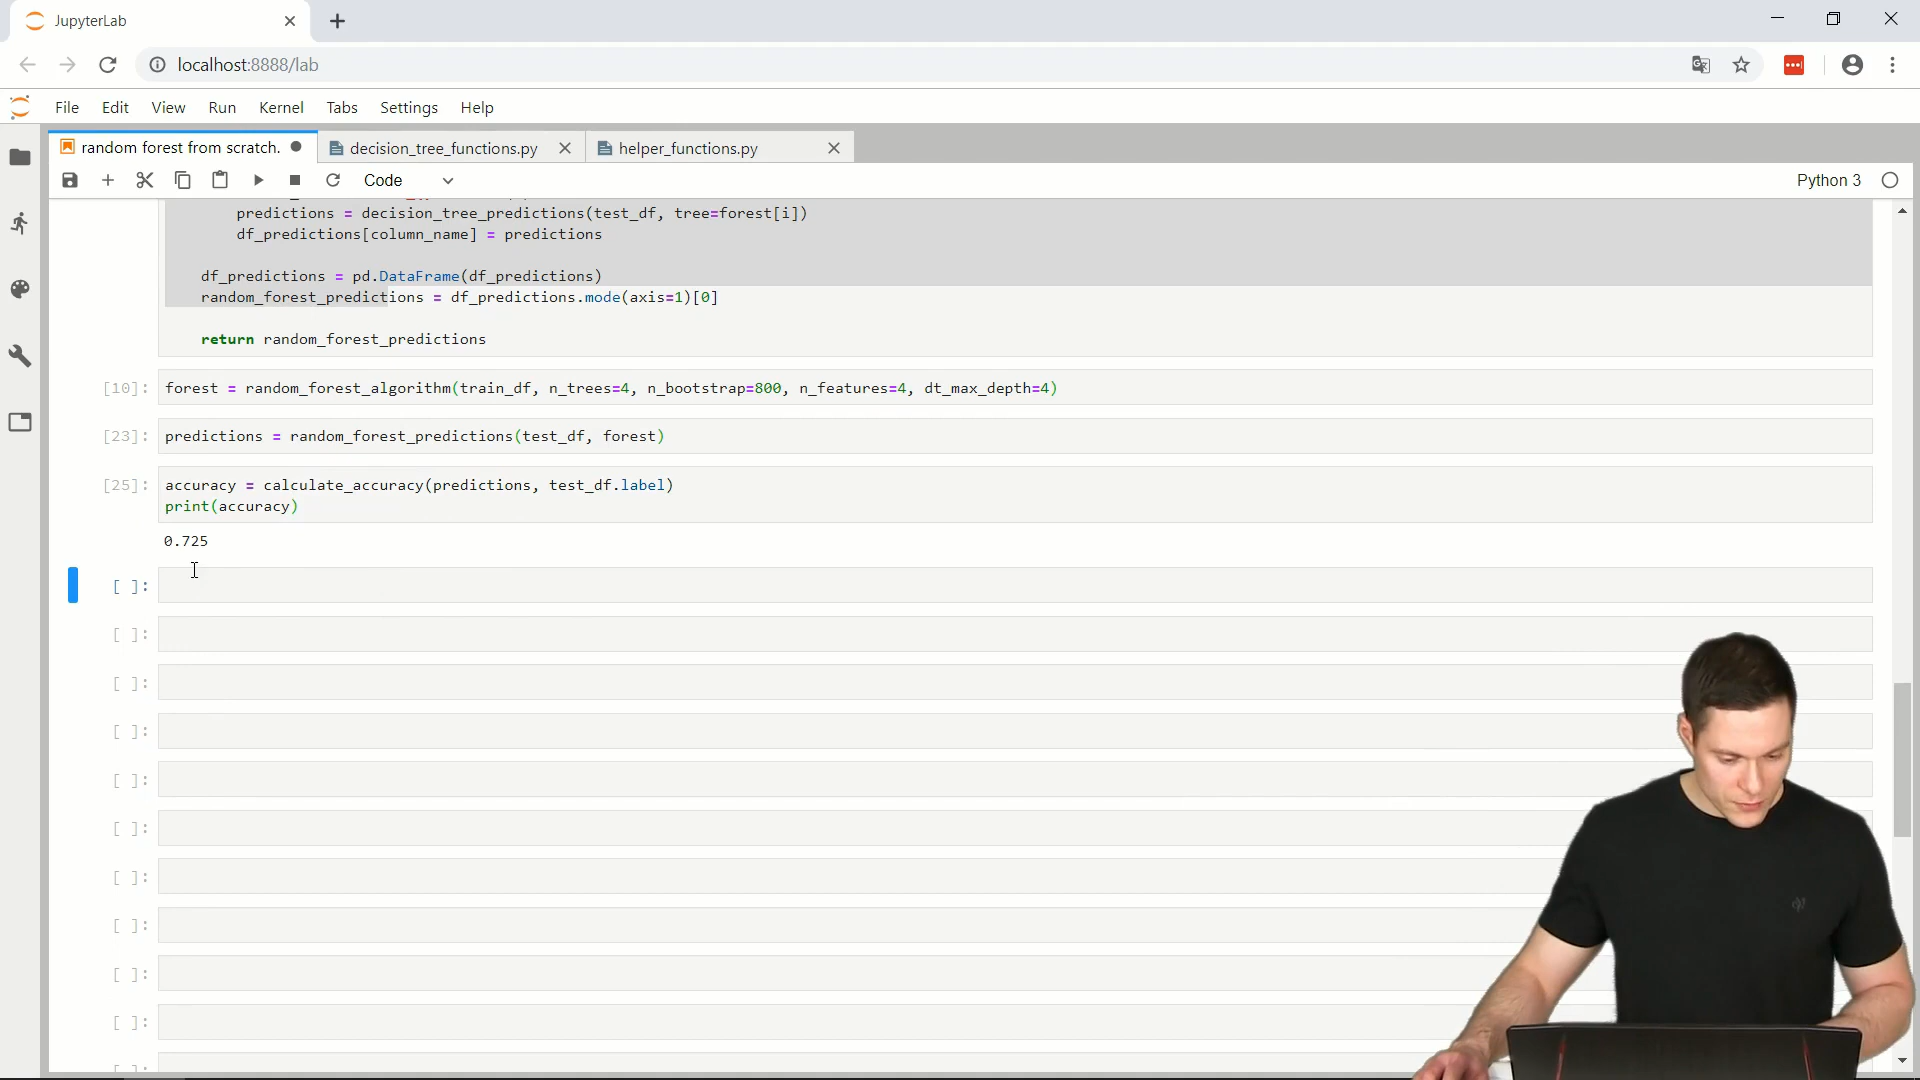 JupyterLab
localhost:8888/lab
File Edit View Run Kernel Tabs Settings Help
random forest from scratch. decision_tree_functions.py helper_functions.py
Code Python 3
predictions = decision_tree_predictions(test_df, tree=forest[i])
df_predictions[column_name] = predictions
df_predictions = pd.DataFrame(df_predictions)
random_forest_predictions = df_predictions.mode(axis=1)[0]
return random_forest_predictions
[10]: forest = random_forest_algorithm(train_df, n_trees=4, n_bootstrap=800, n_features=4, dt_max_depth=4)
[23]: predictions = random_forest_predictions(test_df, forest)
[25]: accuracy = calculate_accuracy(predictions, test_df.label)
print(accuracy)
0.725
[ ]:
[ ]:
[ ]:
[ ]:
[ ]:
[ ]:
[ ]:
[ ]:
[ ]:
[ ]: